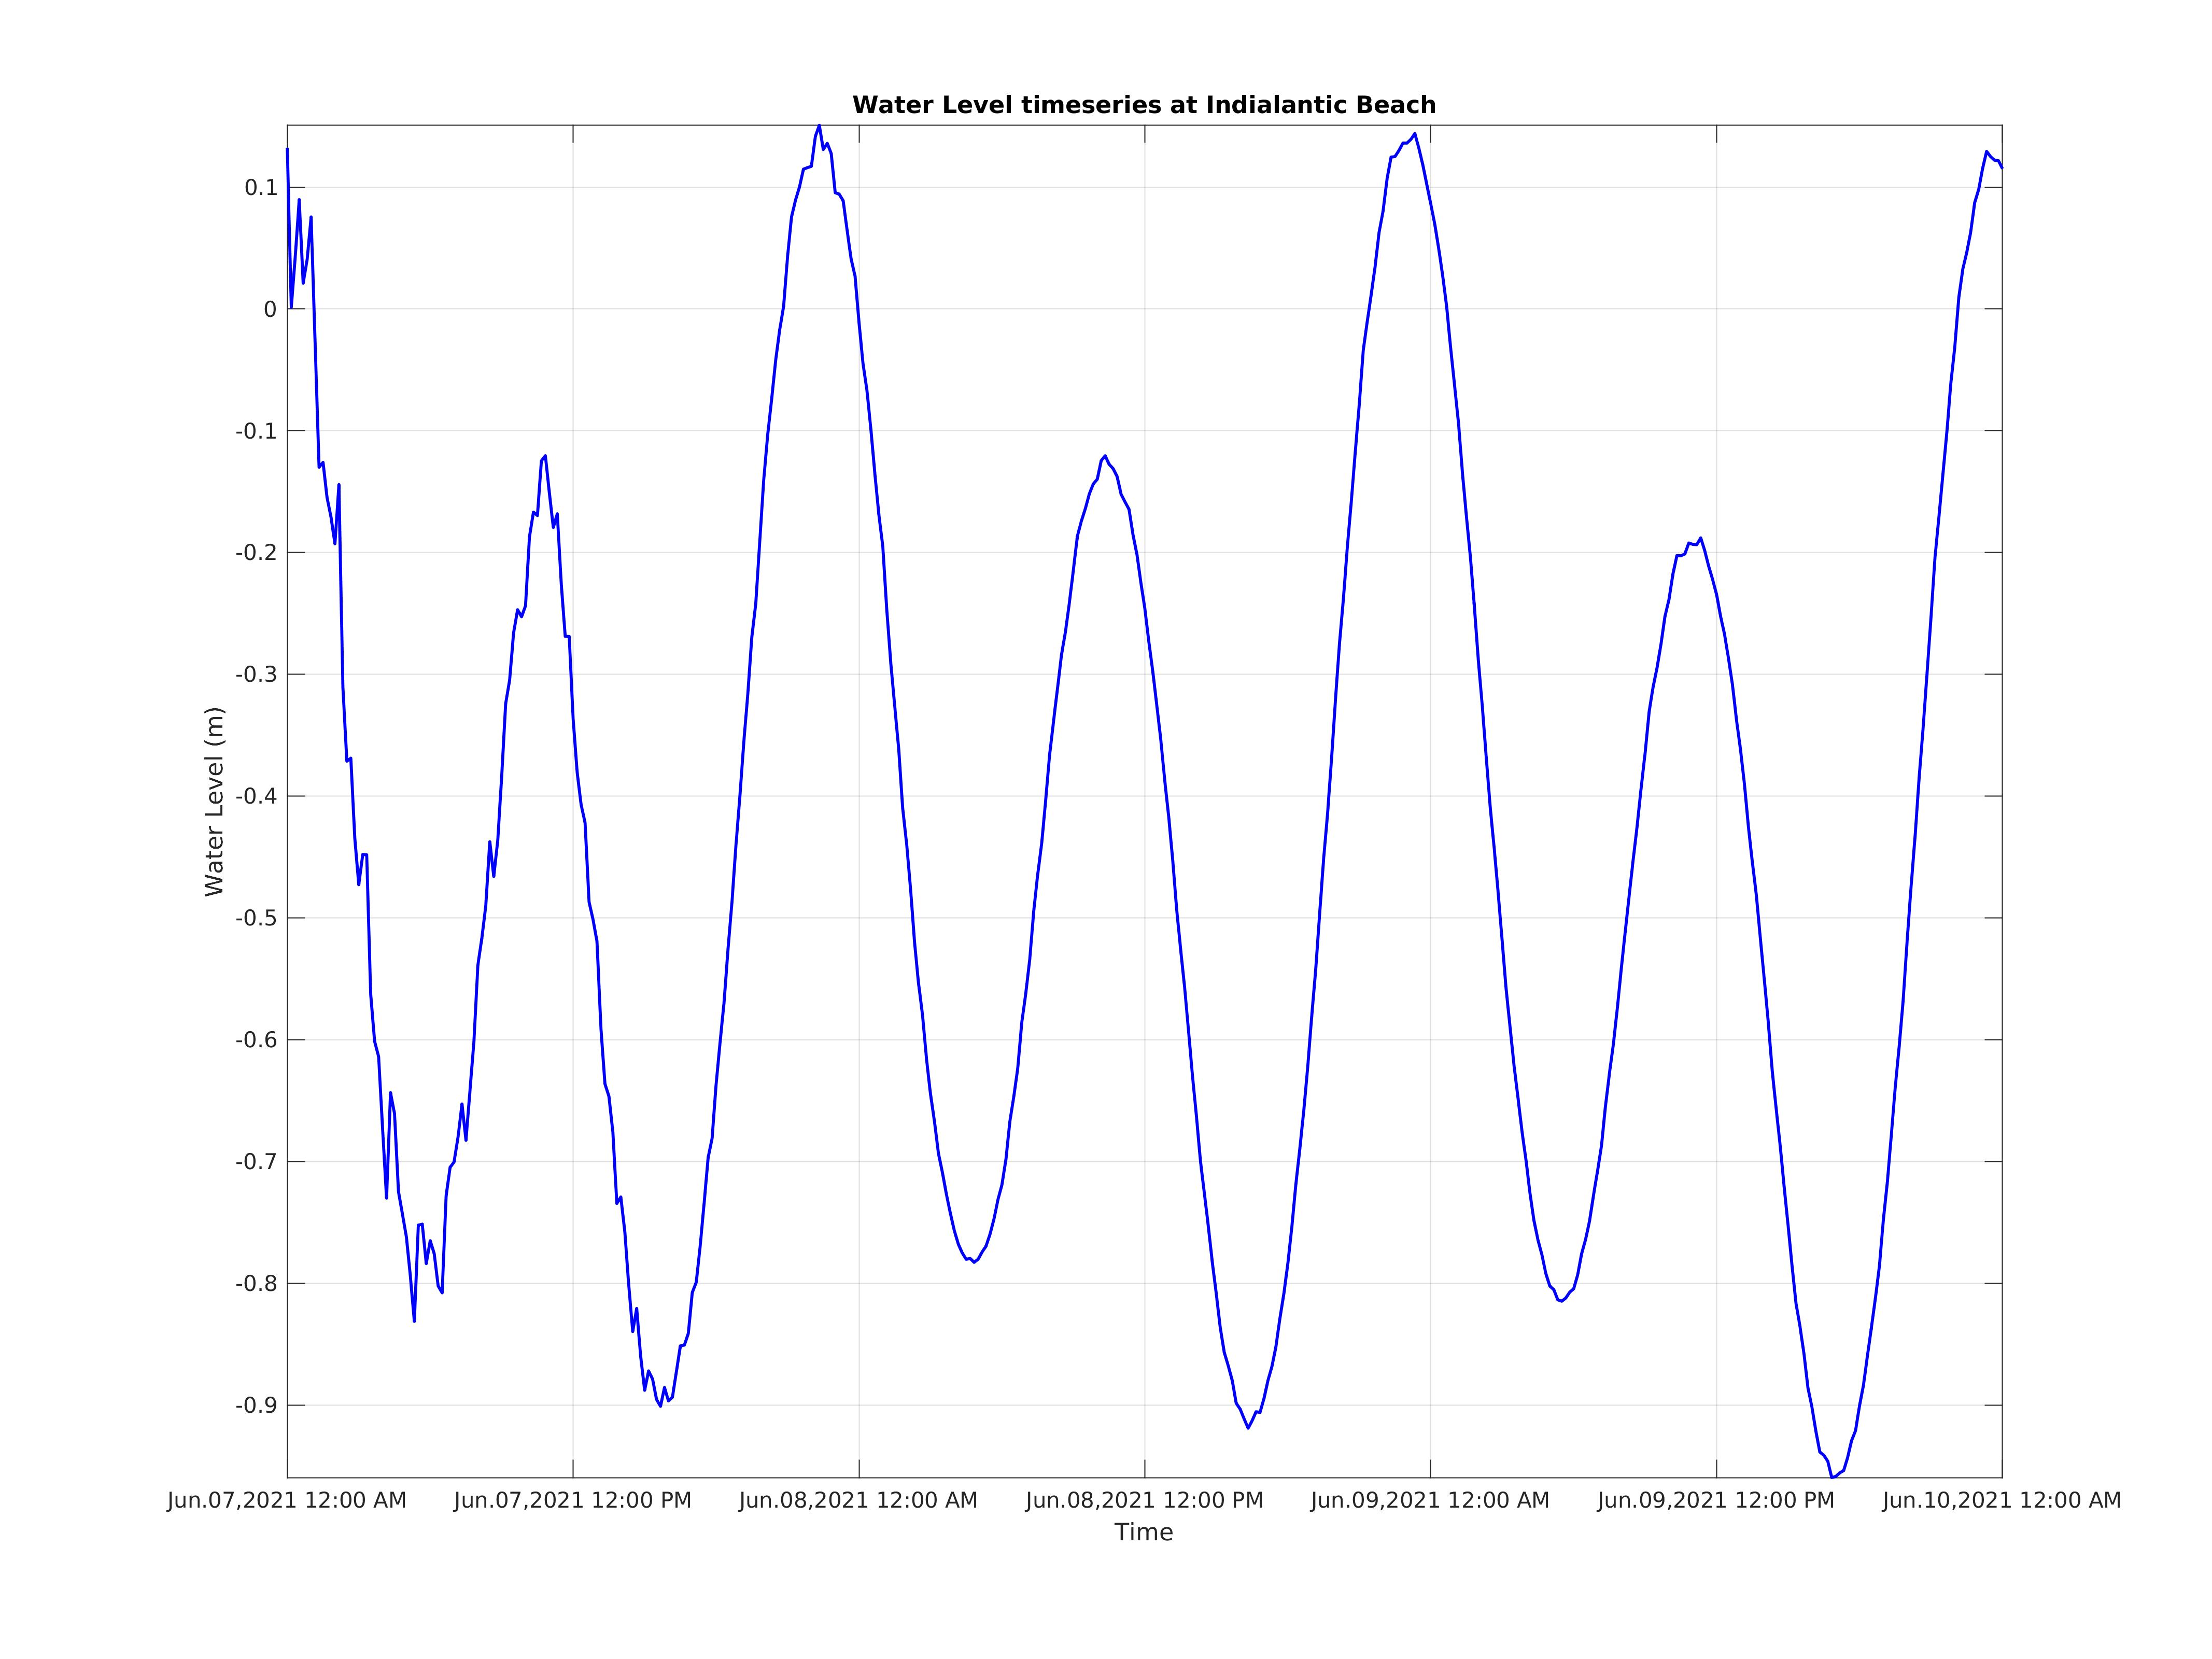 Water Level timeseries at Indialantic Beach
0.1
0
-0.1
-0.2
-0.3
-0.4
-0.5
-0.6
-0.7
-0.8
-0.9
Water Level (m)
Jun.07,2021 12:00 AM Jun.07,2021 12:00 PM Jun.08,2021 12:00 AM Jun.08,2021 12:00 PM Jun.09,2021 12:00 AM Jun.09,2021 12:00 PM Jun.10,2021 12:00 AM
Time